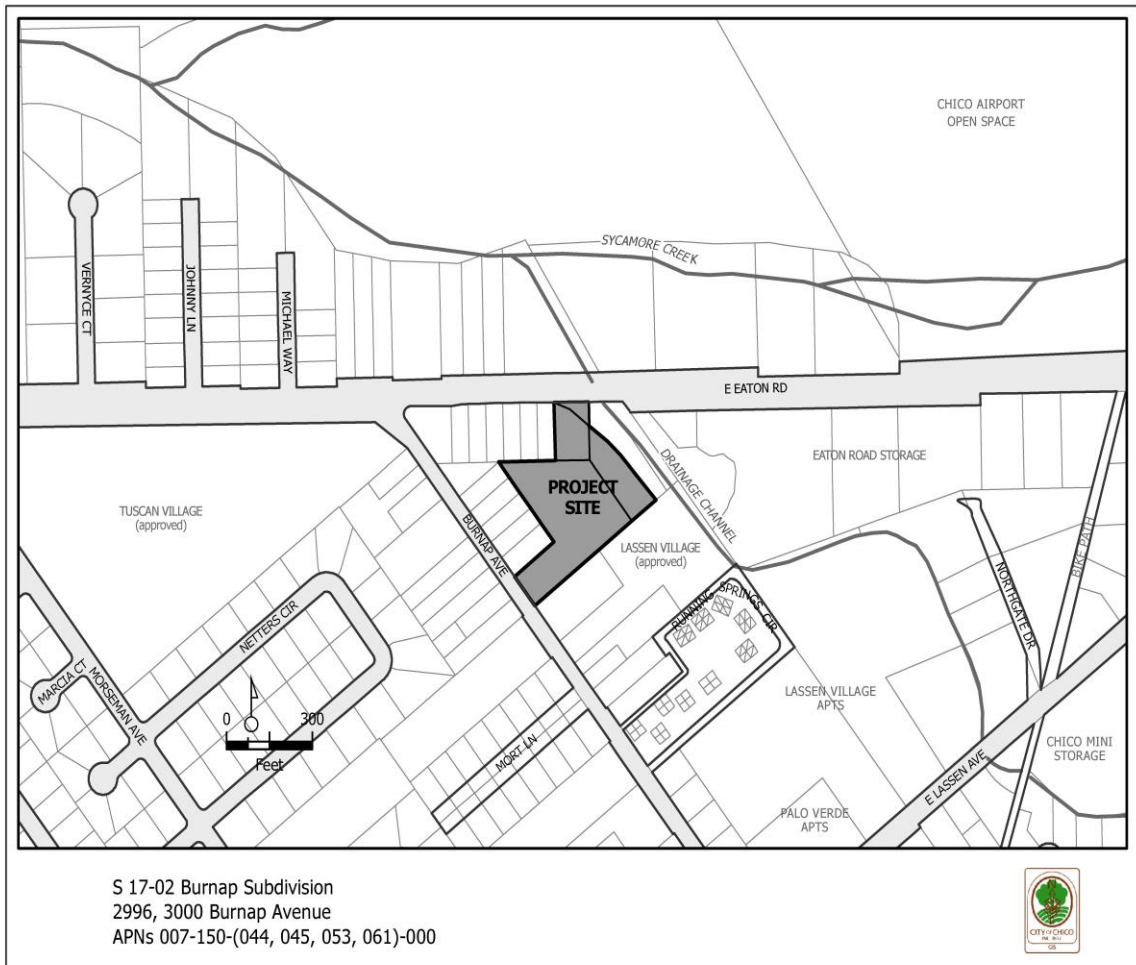 CHICO AIRPORT
OPEN SPACE
SYCAMORE CREEK
VERNYCE CT
JOHNNY LN
MICHAEL WAY
E EATON RD
EATON ROAD STORAGE
DRAINAGE CHANNEL
PROJECT
SITE
TUSCAN VILLAGE
(approved)
BURNAP AVE
LASSEN VILLAGE
(approved)
RUNNING SPRINGS CIR
NORTHGATE DR
BIKE PATH
NETTERS CIR
MARCIA CT
MORSEMAN AVE
0 300
Feet
MORT LN
LASSEN VILLAGE
APTS
CHICO MINI
STORAGE
E LASSEN AVE
PALO VERDE
APTS
S 17-02 Burnap Subdivision
2996, 3000 Burnap Avenue
APNs 007-150-(044, 045, 053, 061)-000
CITY OF CHICO